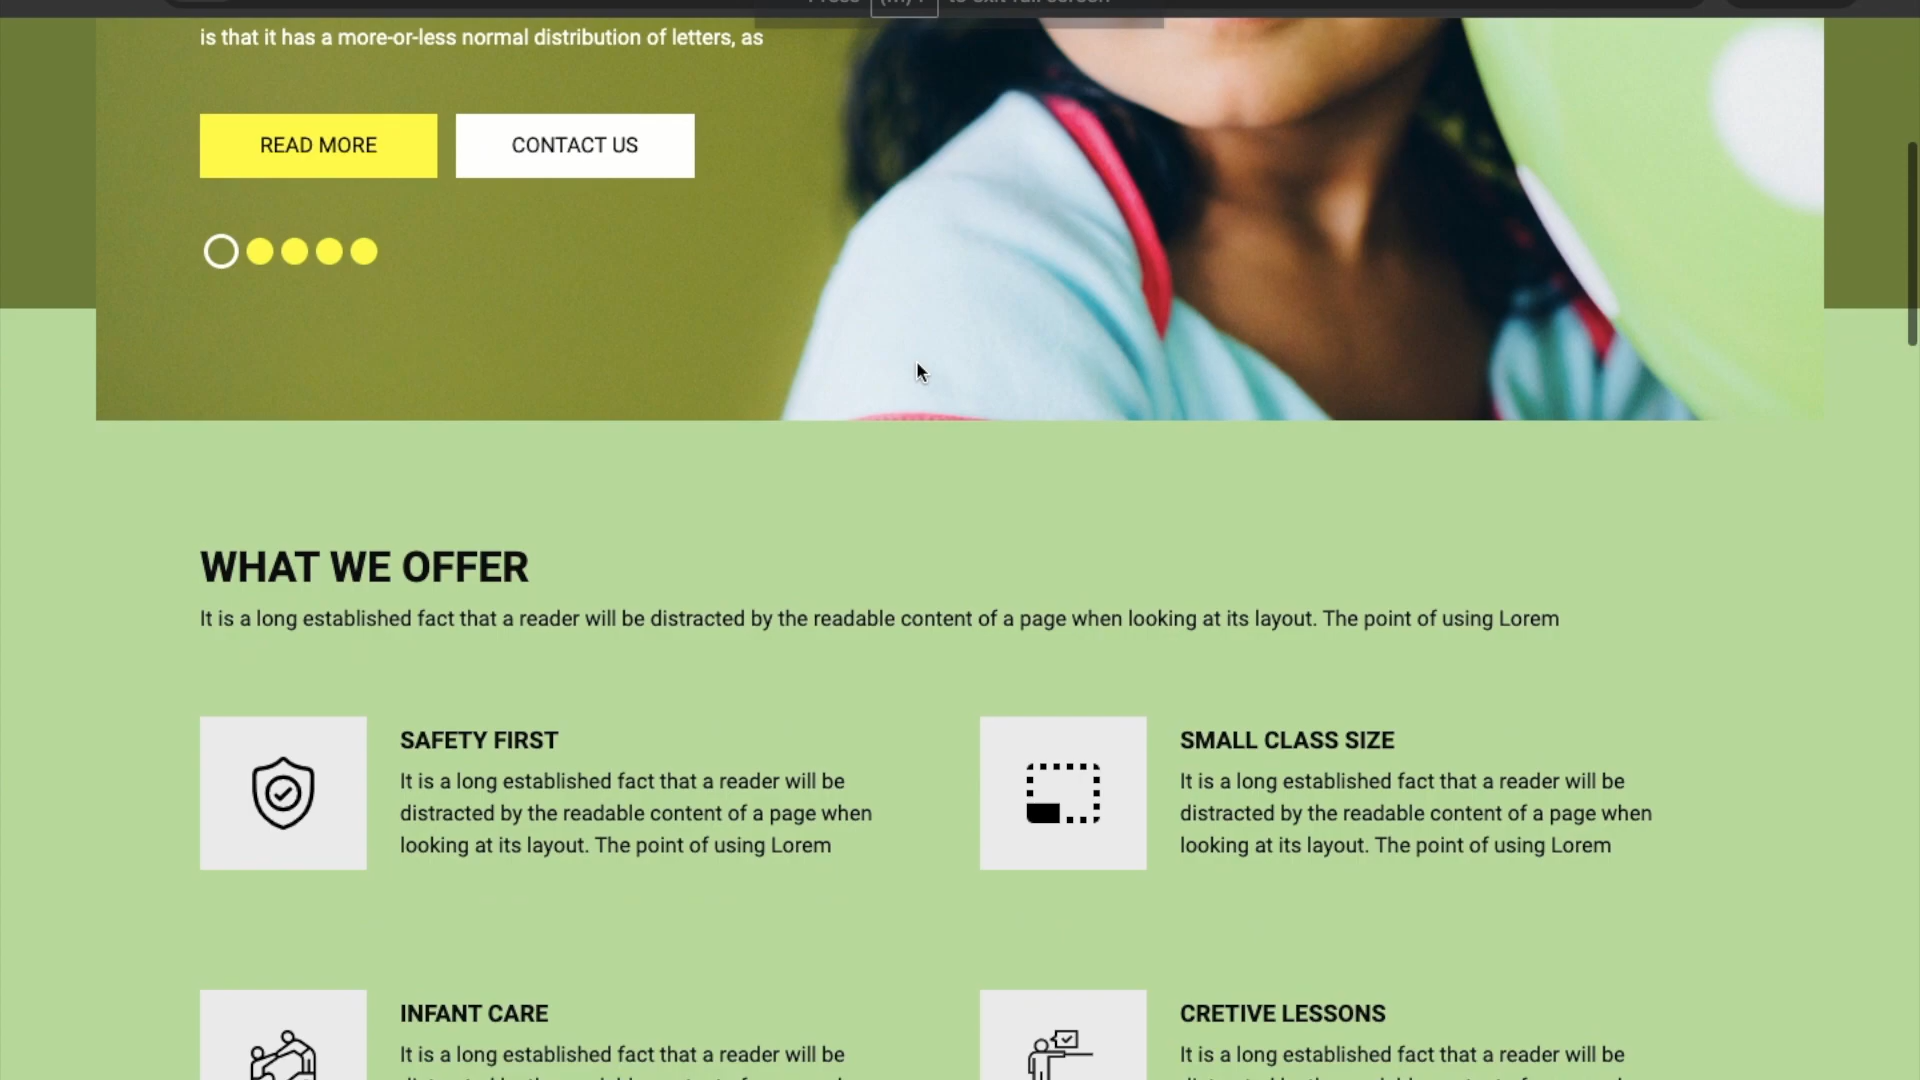 to exit full screen
is that it has a more-or-less normal distribution of letters, as
READ MORE
CONTACT US
WHAT WE OFFER
It is a long established fact that a reader will be distracted by the readable content of a page when looking at its layout. The point of using Lorem
SAFETY FIRST
It is a long established fact that a reader will be
distracted by the readable content of a page when
looking at its layout. The point of using Lorem
SMALL CLASS SIZE
It is a long established fact that a reader will be
distracted by the readable content of a page when
looking at its layout. The point of using Lorem
INFANT CARE
It is a long established fact that a reader will be
CRETIVE LESSONS
It is a long established fact that a reader will be